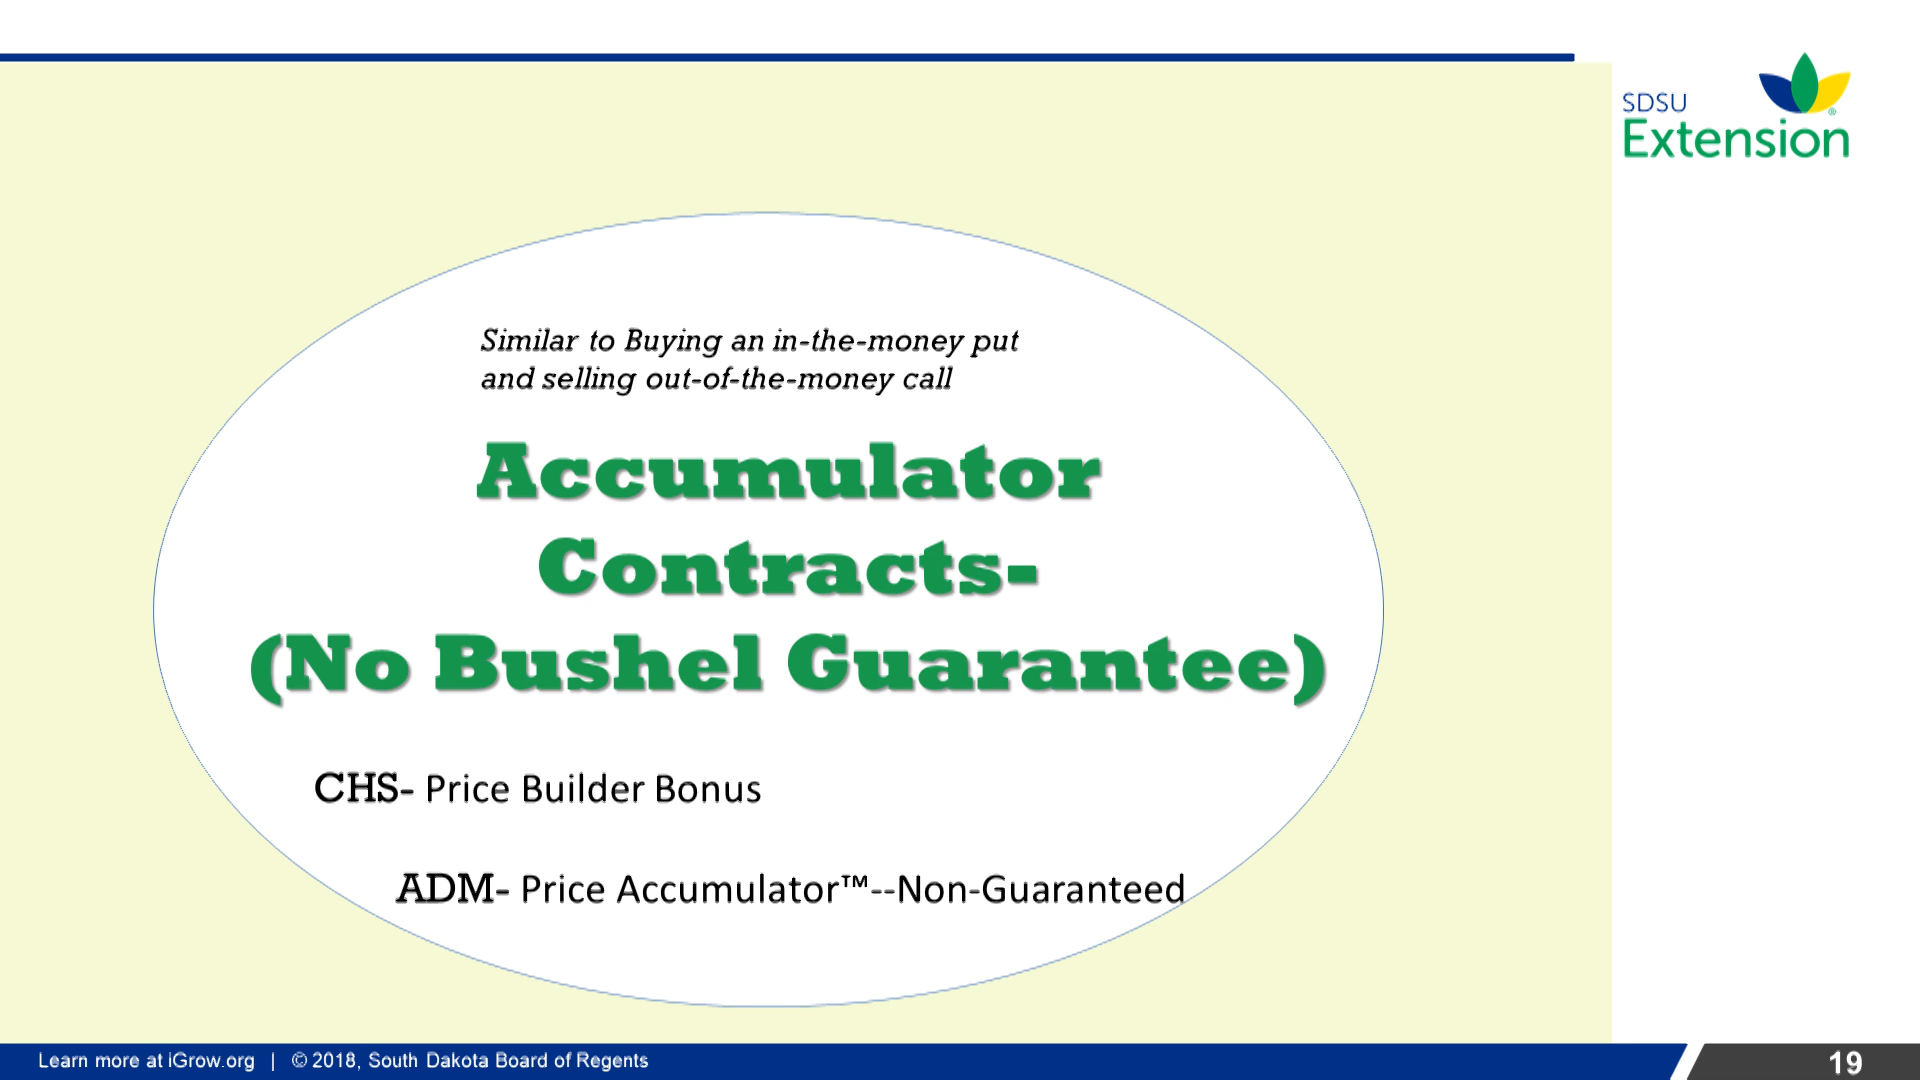 SDSU
Extension
®
Similar to Buying an in-the-money put
and selling out-of-the-money call
Accumulator
Contracts-
(No Bushel Guarantee)
CHS- Price Builder Bonus
ADM- Price Accumulator™--Non-Guaranteed
Learn more at iGrow.org | © 2018, South Dakota Board of Regents
19